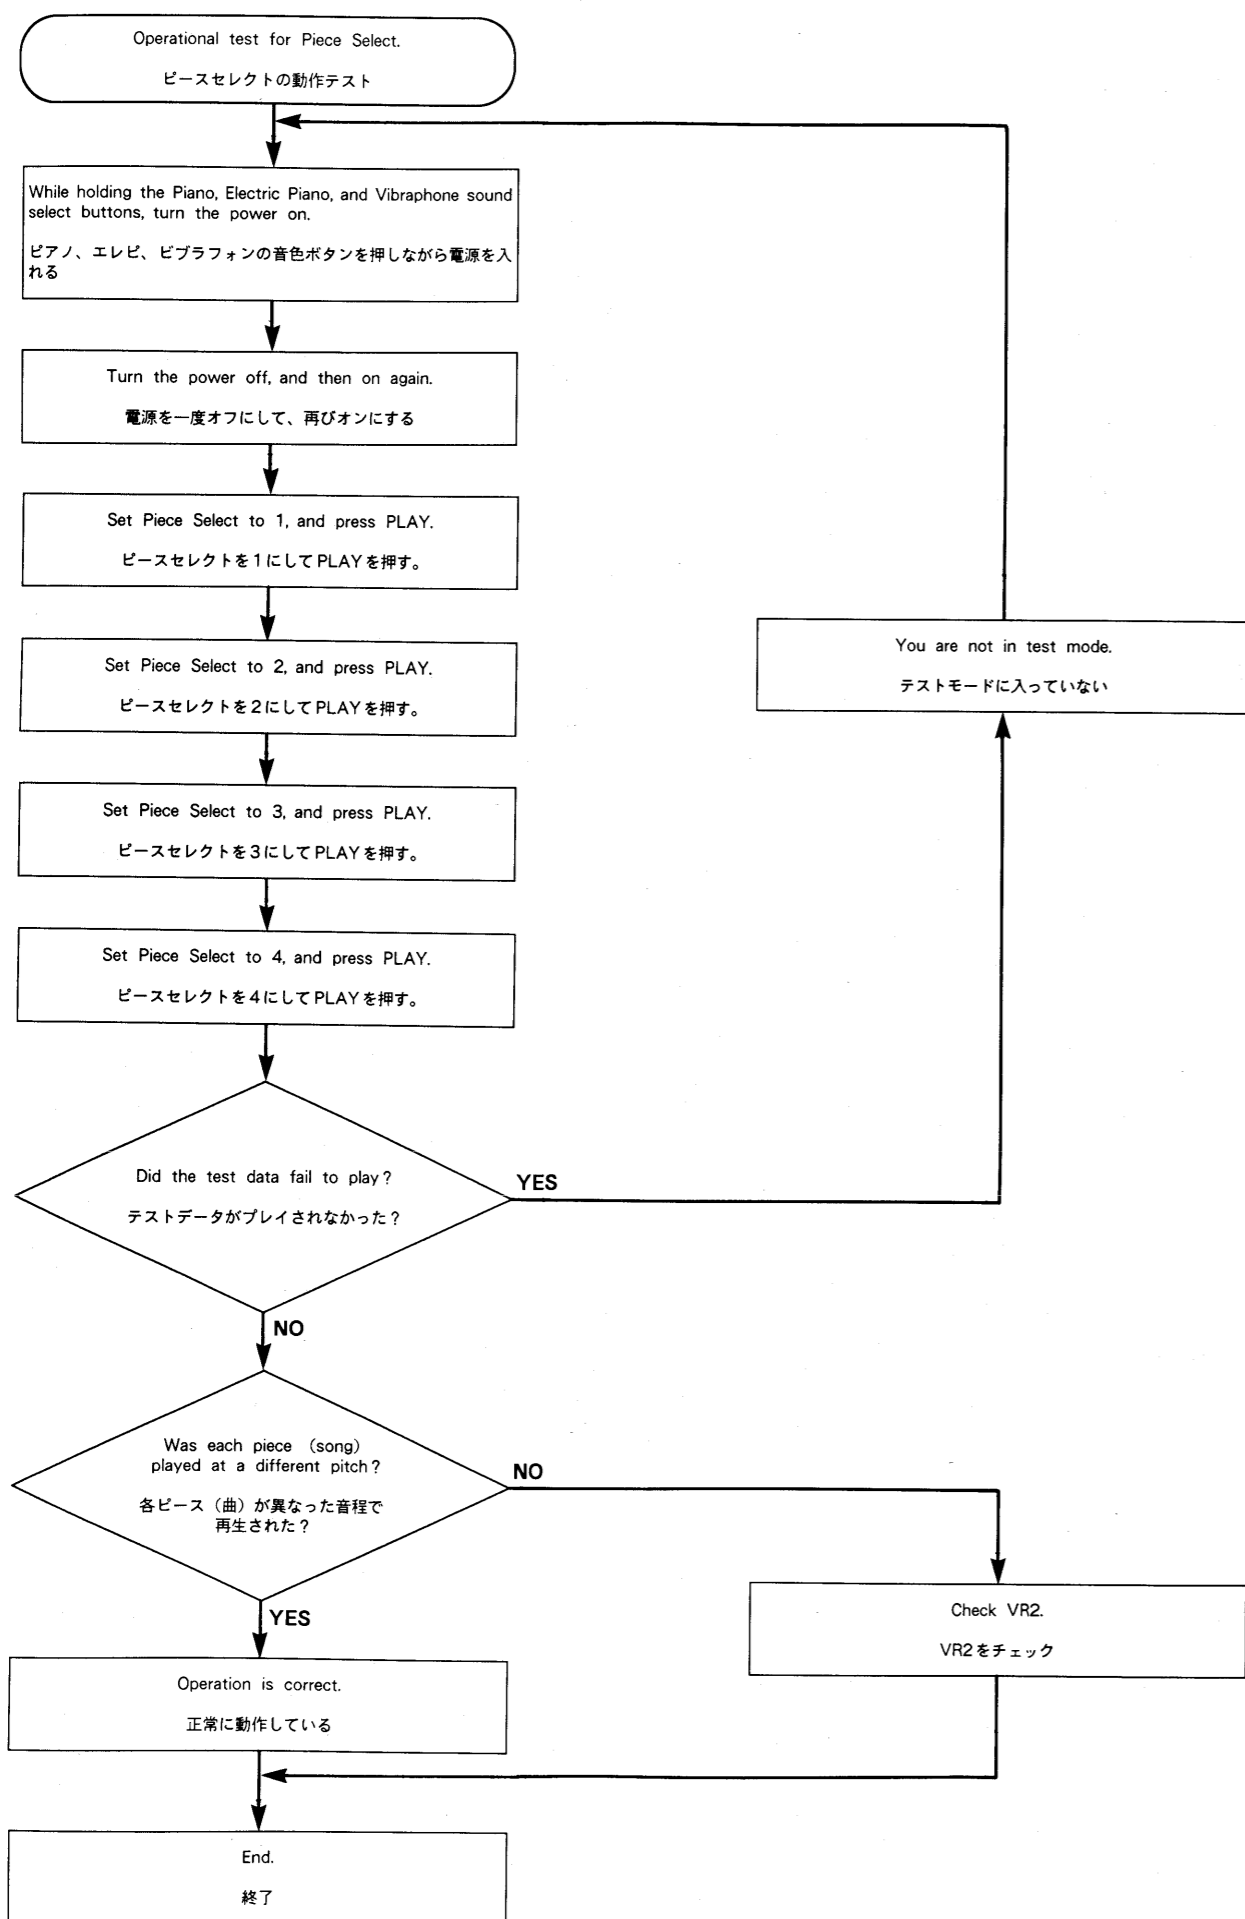 Operational test for Piece Select.
ピースセレクトの動作テスト
While holding the Piano, Electric Piano, and Vibraphone sound
select buttons, turn the power on.
ピアノ、エレピ、ビブラフォンの音色ボタンを押しながら電源を入
れる
Turn the power off, and then on again.
電源を一度オフにして、再びオンにする
Set Piece Select to 1, and press PLAY.
ピースセレクトを1にしてPLAYを押す。
Set Piece Select to 2, and press PLAY.
ピースセレクトを2にしてPLAYを押す。
You are not in test mode.
テストモードに入っていない
Set Piece Select to 3, and press PLAY.
ピースセレクトを3にしてPLAYを押す。
Set Piece Select to 4, and press PLAY.
ピースセレクトを4にしてPLAYを押す。
Did the test data fail to play?
テストデータがプレイされなかった?
YES
NO
Was each piece (song)
played at a different pitch?
各ピース(曲)が異なった音程で
再生された?
NO
YES
Check VR2.
VR2をチェック
Operation is correct.
正常に動作している
End.
終了